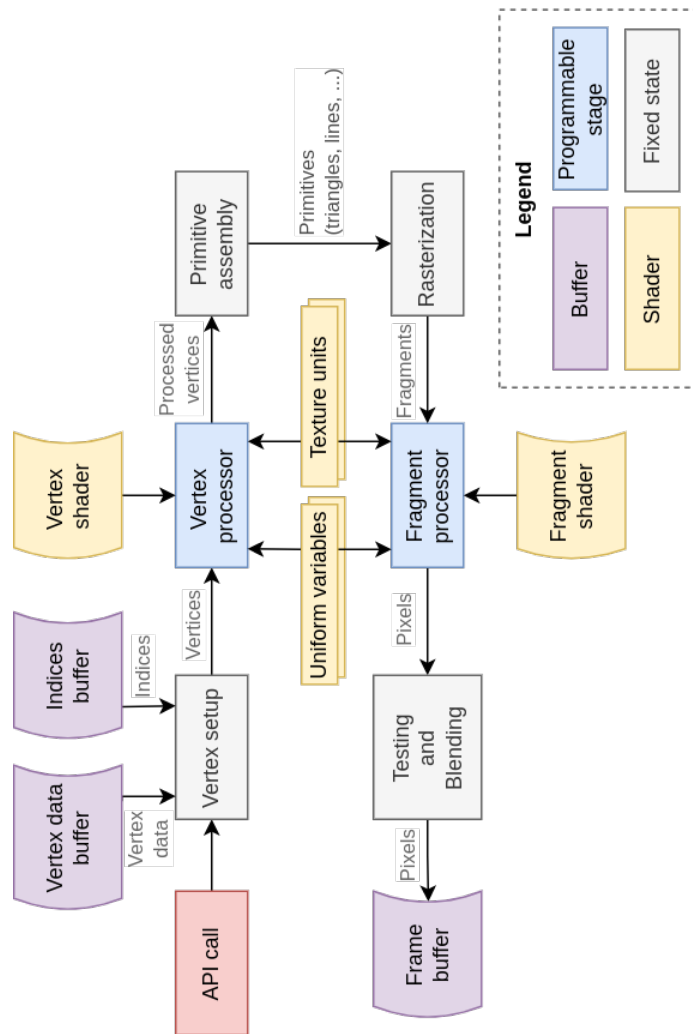 Vertex data
buffer
Indices
buffer
Vertex
shader
Vertex
data
Indices
API call
Vertex setup
Vertices
Vertex
processor
Processed
vertices
Primitive
assembly
Uniform variables
Texture units
Primitives
(triangles, lines, ...)
Frame
buffer
Pixels
Testing
and
Blending
Pixels
Fragment
processor
Fragments
Rasterization
Fragment
shader
Legend
Buffer
Programmable
stage
Shader
Fixed state